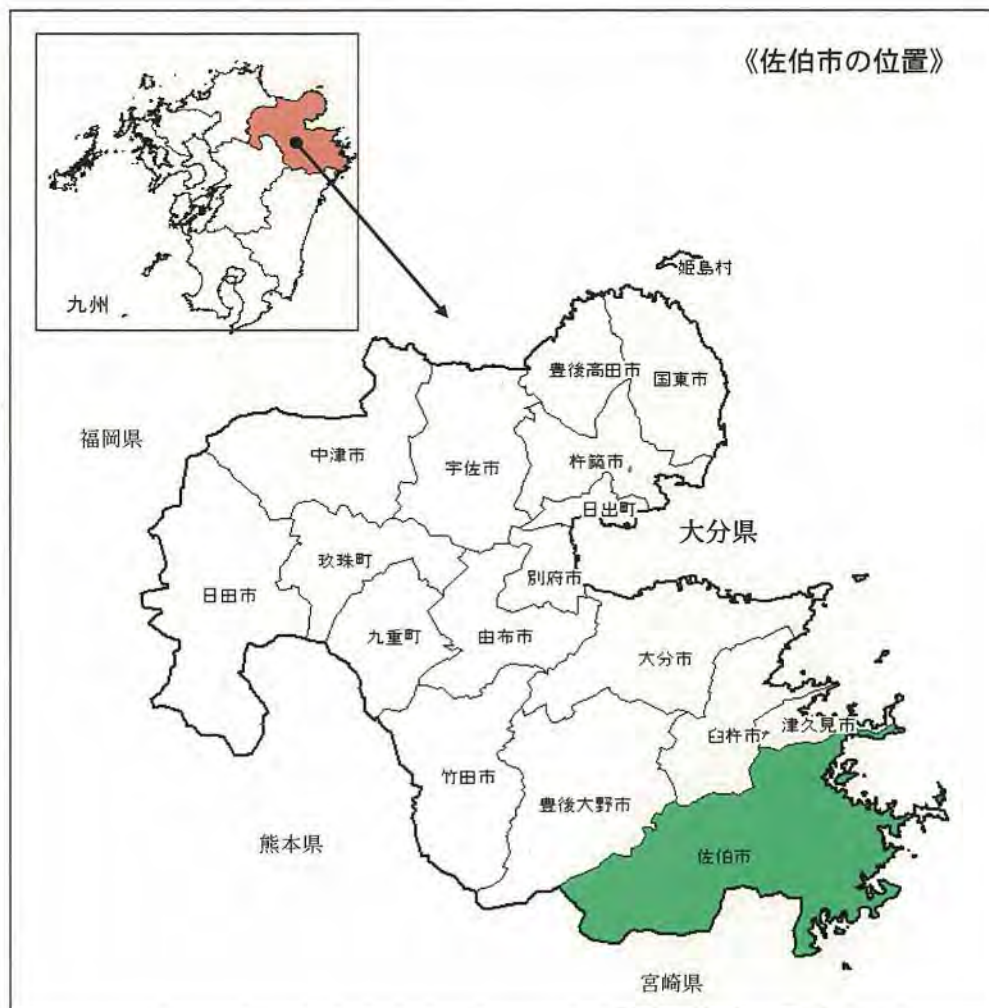 《佐伯市の位置》
九州
姫島村
豊後高田市
国東市
福岡県
中津市
宇佐市
杵築市
日出町
大分県
玖珠町
別府市
日田市
九重町
由布市
大分市
津久見市
臼杵市
竹田市
豊後大野市
熊本県
佐伯市
宮崎県